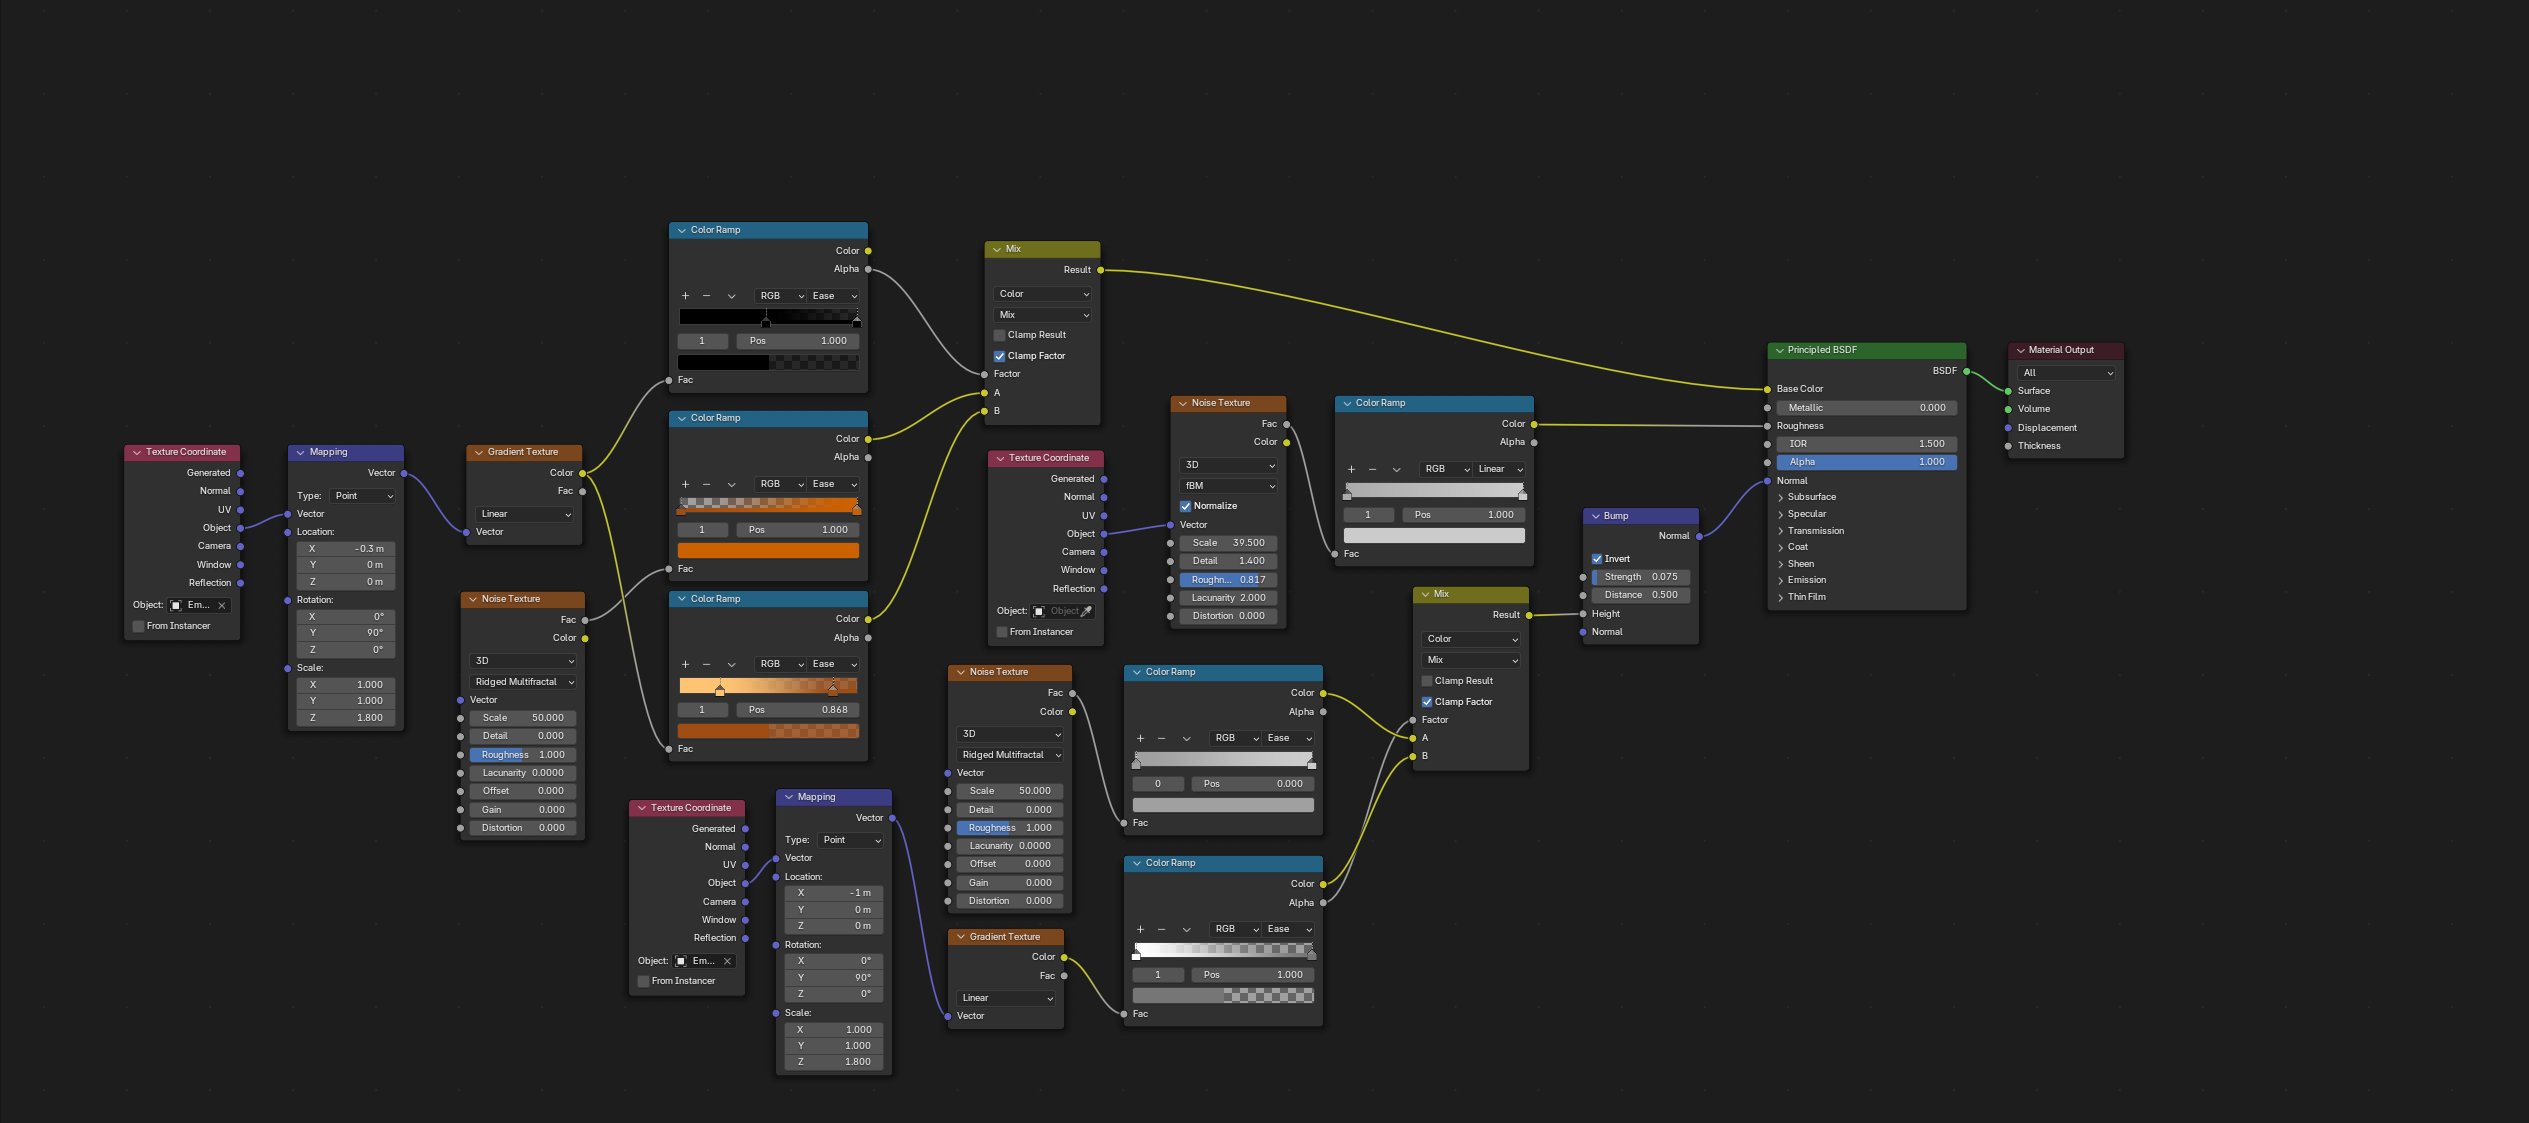 Color Ramp
Color
Alpha
RGB
Ease
1
Pos
1.000
Fac
Mix
Result
Color
Mix
Clamp Result
Clamp Factor
Factor
A
B
Color Ramp
Color
Alpha
RGB
Ease
1
Pos
1.000
Fac
Texture Coordinate
Generated
Normal
UV
Object
Camera
Window
Reflection
Object:
Em...
From Instancer
Mapping
Vector
Type:
Point
Vector
Location:
X
-0.3 m
Y
0 m
Z
0 m
Rotation:
X
0°
Y
90°
Z
0°
Scale:
X
1.000
Y
1.000
Z
1.800
Gradient Texture
Color
Fac
Linear
Vector
Noise Texture
Fac
Color
3D
Ridged Multifractal
Vector
Scale
50.000
Detail
0.000
Roughness
1.000
Lacunarity
0.0000
Offset
0.000
Gain
0.000
Distortion
0.000
Color Ramp
Color
Alpha
RGB
Ease
1
Pos
0.868
Fac
Texture Coordinate
Generated
Normal
UV
Object
Camera
Window
Reflection
Object:
Object
From Instancer
Noise Texture
Fac
Color
3D
fBM
Normalize
Vector
Scale
39.500
Detail
1.400
Roughn...
0.817
Lacunarity
2.000
Distortion
0.000
Color Ramp
Color
Alpha
RGB
Linear
1
Pos
1.000
Fac
Principled BSDF
BSDF
Base Color
Metallic
0.000
Roughness
IOR
1.500
Alpha
1.000
Normal
Subsurface
Specular
Transmission
Coat
Sheen
Emission
Thin Film
Material Output
All
Surface
Volume
Displacement
Thickness
Bump
Normal
Invert
Strength
0.075
Distance
0.500
Height
Normal
Mix
Result
Color
Mix
Clamp Result
Clamp Factor
Factor
A
B
Texture Coordinate
Generated
Normal
UV
Object
Camera
Window
Reflection
Object:
Em...
From Instancer
Mapping
Vector
Type:
Point
Vector
Location:
X
-1 m
Y
0 m
Z
0 m
Rotation:
X
0°
Y
90°
Z
0°
Scale:
X
1.000
Y
1.000
Z
1.800
Noise Texture
Fac
Color
3D
Ridged Multifractal
Vector
Scale
50.000
Detail
0.000
Roughness
1.000
Lacunarity
0.0000
Offset
0.000
Gain
0.000
Distortion
0.000
Color Ramp
Color
Alpha
RGB
Ease
0
Pos
0.000
Fac
Gradient Texture
Color
Fac
Linear
Vector
Color Ramp
Color
Alpha
RGB
Ease
1
Pos
1.000
Fac